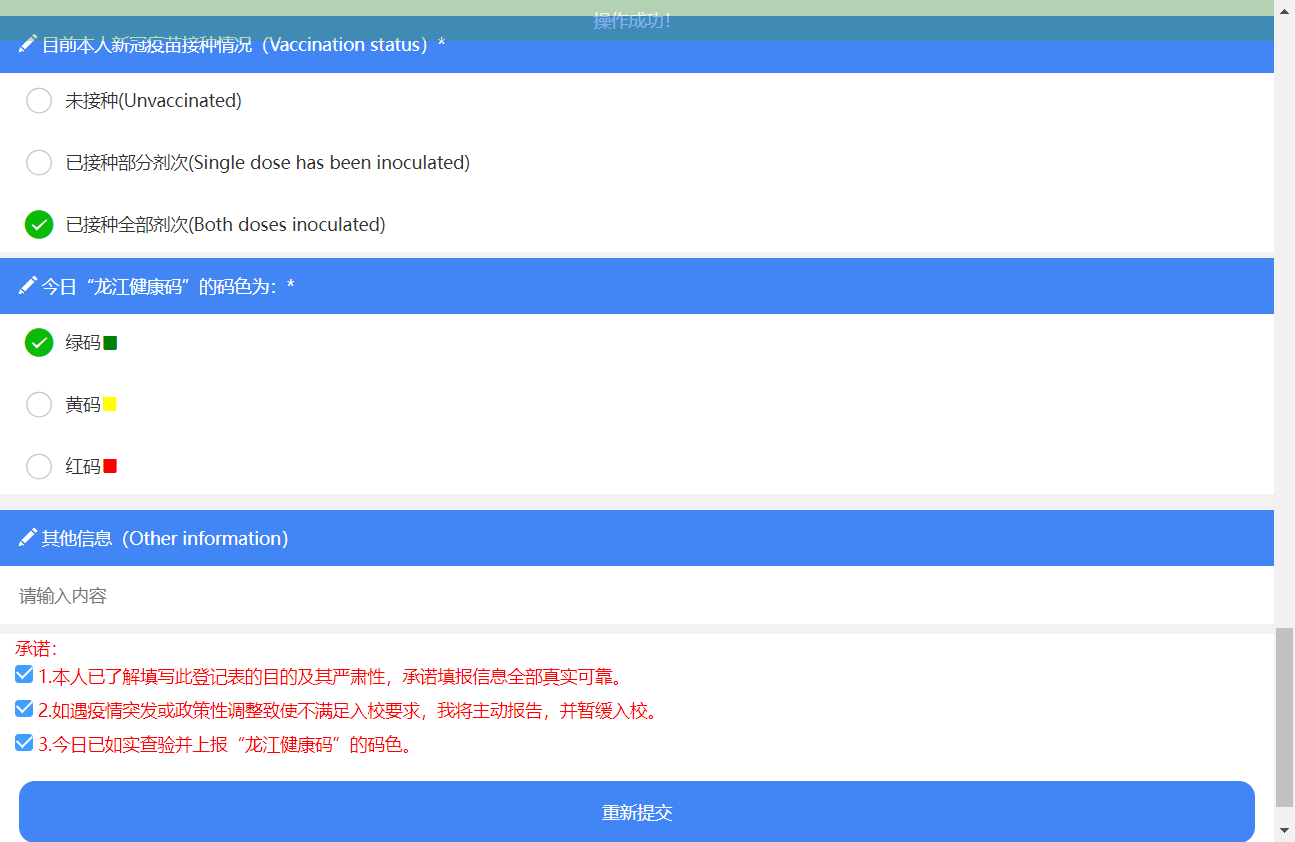 操作成功！
目前本人新冠疫苗接种情况（Vaccination status）*
未接种(Unvaccinated)
已接种部分剂次(Single dose has been inoculated)
已接种全部剂次(Both doses inoculated)
今日“龙江健康码”的码色为：*
绿码
黄码
红码
其他信息（Other information）
请输入内容
承诺：
1.本人已了解填写此登记表的目的及其严肃性，承诺填报信息全部真实可靠。
2.如遇疫情突发或政策性调整致使不满足入校要求，我将主动报告，并暂缓入校。
3.今日已如实查验并上报“龙江健康码”的码色。
重新提交